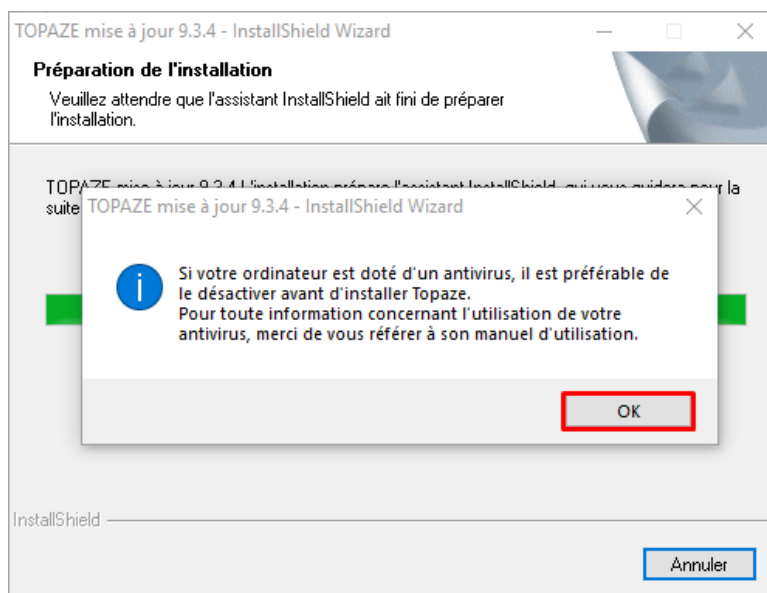 TOPAZE mise à jour 9.3.4 - InstallShield Wizard
Préparation de l'installation
Veuillez attendre que l'assistant InstallShield ait fini de préparer
l'installation.
TOPAZE mise à jour 9.3.4 L'installation prépare l'assistant InstallShield, qui vous guidera pour la
suite
TOPAZE mise à jour 9.3.4 - InstallShield Wizard
Si votre ordinateur est doté d'un antivirus, il est préférable de
le désactiver avant d'installer Topaze.
Pour toute information concernant l'utilisation de votre
antivirus, merci de vous référer à son manuel d'utilisation.
OK
InstallShield
Annuler